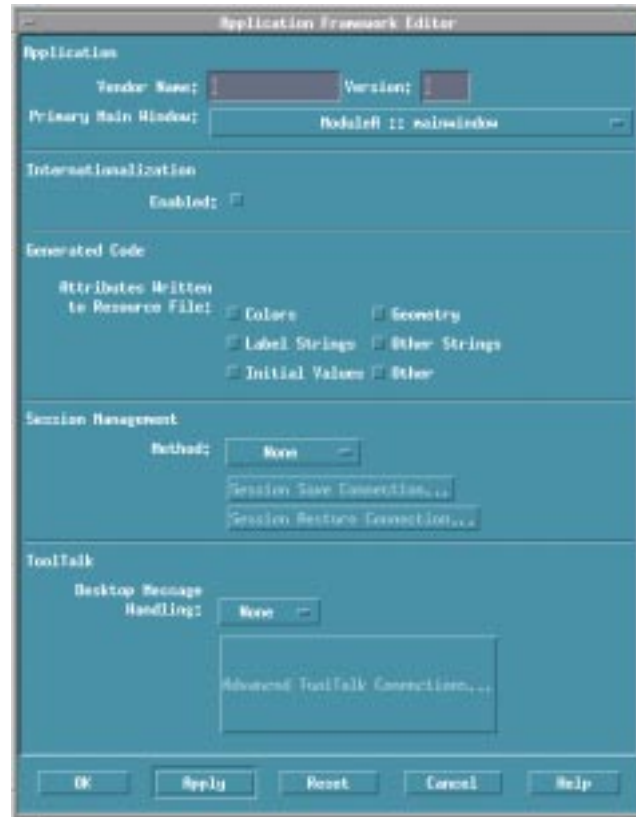 Application Framework Editor
Application
Vendor Name: Version:
Primary Main Window: ModuleA :: mainwindow
Internationalization
Enabled:
Generated Code
Attributes Written
to Resource File: Colors Geometry
Label Strings Other Strings
Initial Values Other
Session Management
Method: None
Session Save Connection...
Session Restore Connection...
ToolTalk
Desktop Message
Handling: None
Advanced ToolTalk Connections...
OK Apply Reset Cancel Help